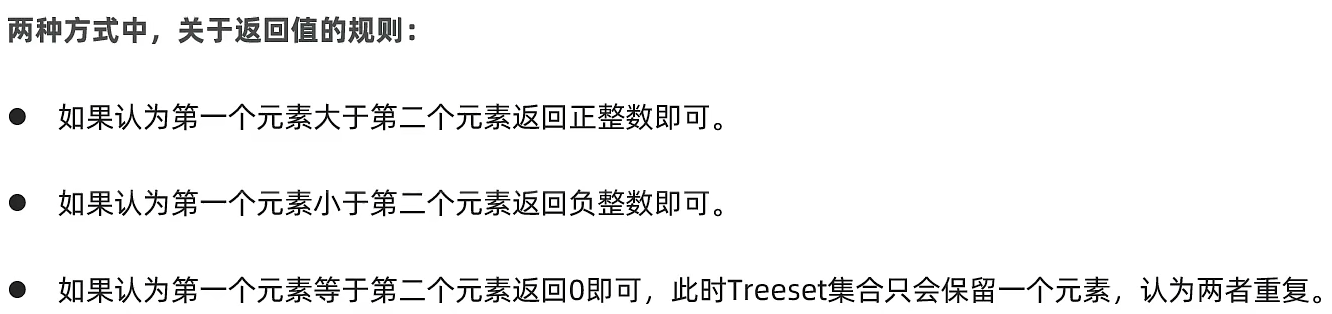 两种方式中，关于返回值的规则：
● 如果认为第一个元素大于第二个元素返回正整数即可。
● 如果认为第一个元素小于第二个元素返回负整数即可。
● 如果认为第一个元素等于第二个元素返回0即可，此时Treeset集合只会保留一个元素，认为两者重复。